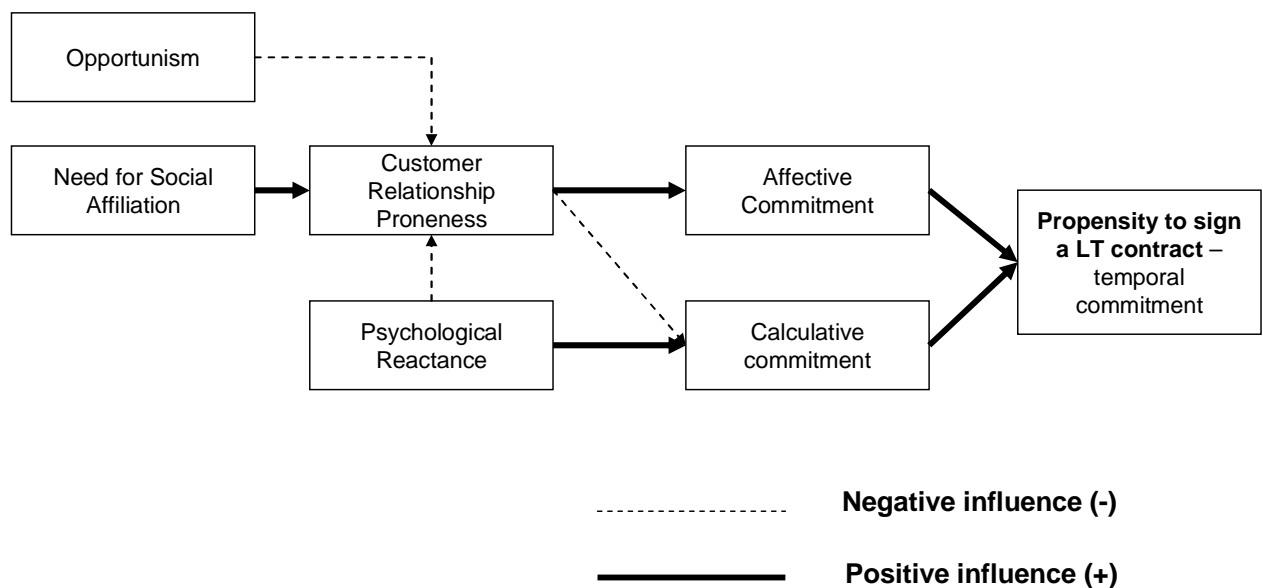 Opportunism
Need for Social
Affiliation
Customer
Relationship
Proneness
Affective
Commitment
Propensity to sign
a LT contract –
temporal
commitment
Psychological
Reactance
Calculative
commitment
Negative influence (-)
Positive influence (+)